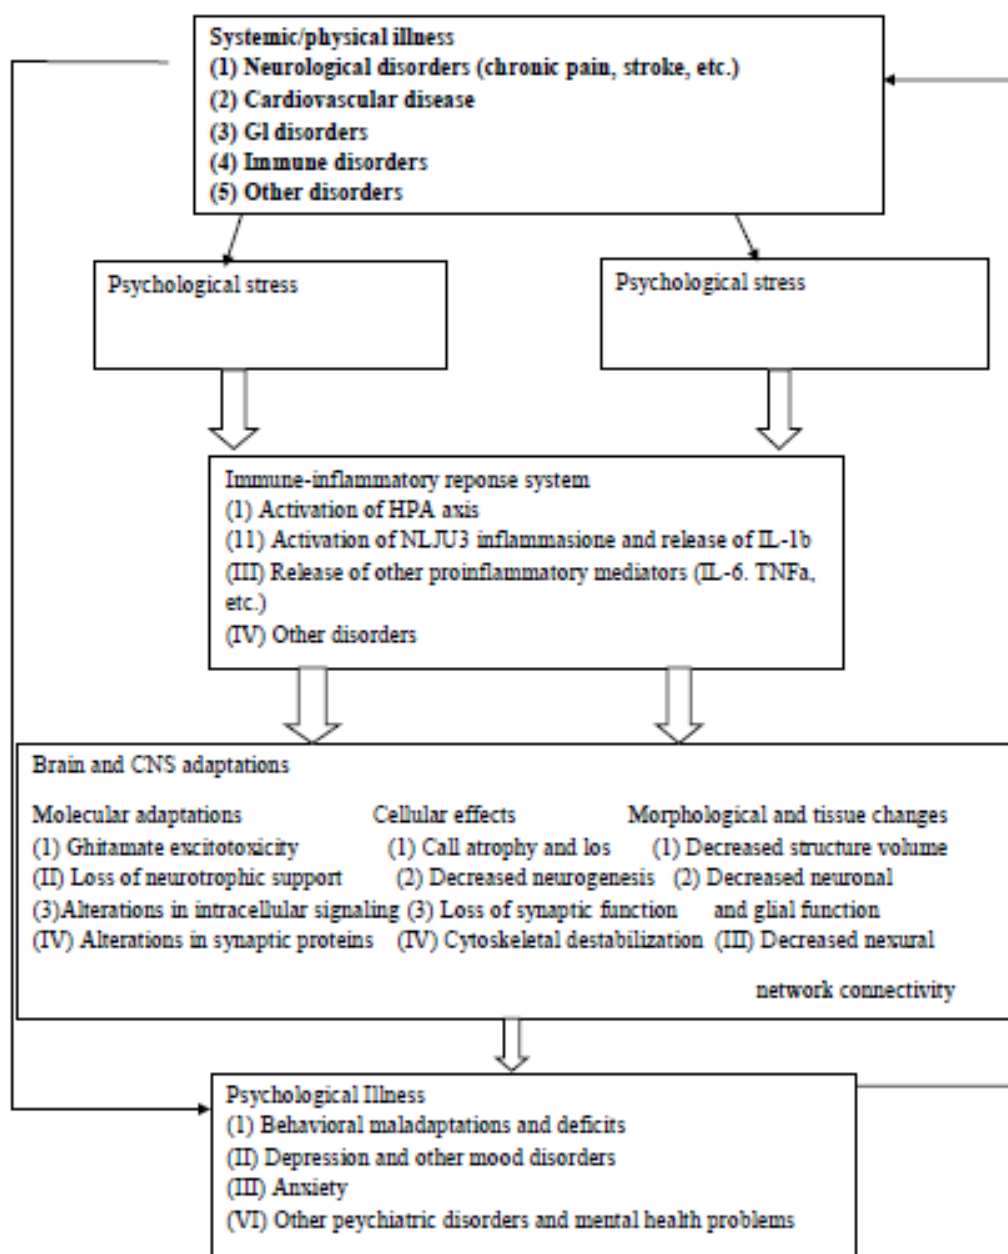 Systemic/physical illness
(1) Neurological disorders (chronic pain, stroke, etc.)
(2) Cardiovascular disease
(3) GI disorders
(4) Immune disorders
(5) Other disorders
Psychological stress
Psychological stress
Immune-inflammatory reponse system
(1) Activation of HPA axis
(11) Activation of NLJU3 inflammasione and release of IL-1b
(III) Release of other proinflammatory mediators (IL-6. TNFa,
etc.)
(IV) Other disorders
Brain and CNS adaptations
Molecular adaptations Cellular effects Morphological and tissue changes
(1) Ghitamate excitotoxicity (1) Call atrophy and los (1) Decreased structure volume
(II) Loss of neurotrophic support (2) Decreased neurogenesis (2) Decreased neuronal
(3)Alterations in intracellular signaling (3) Loss of synaptic function and glial function
(IV) Alterations in synaptic proteins (IV) Cytoskeletal destabilization (III) Decreased nexural
network connectivity
Psychological Illness
(1) Behavioral maladaptations and deficits
(II) Depression and other mood disorders
(III) Anxiety
(VI) Other peychiatric disorders and mental health problems